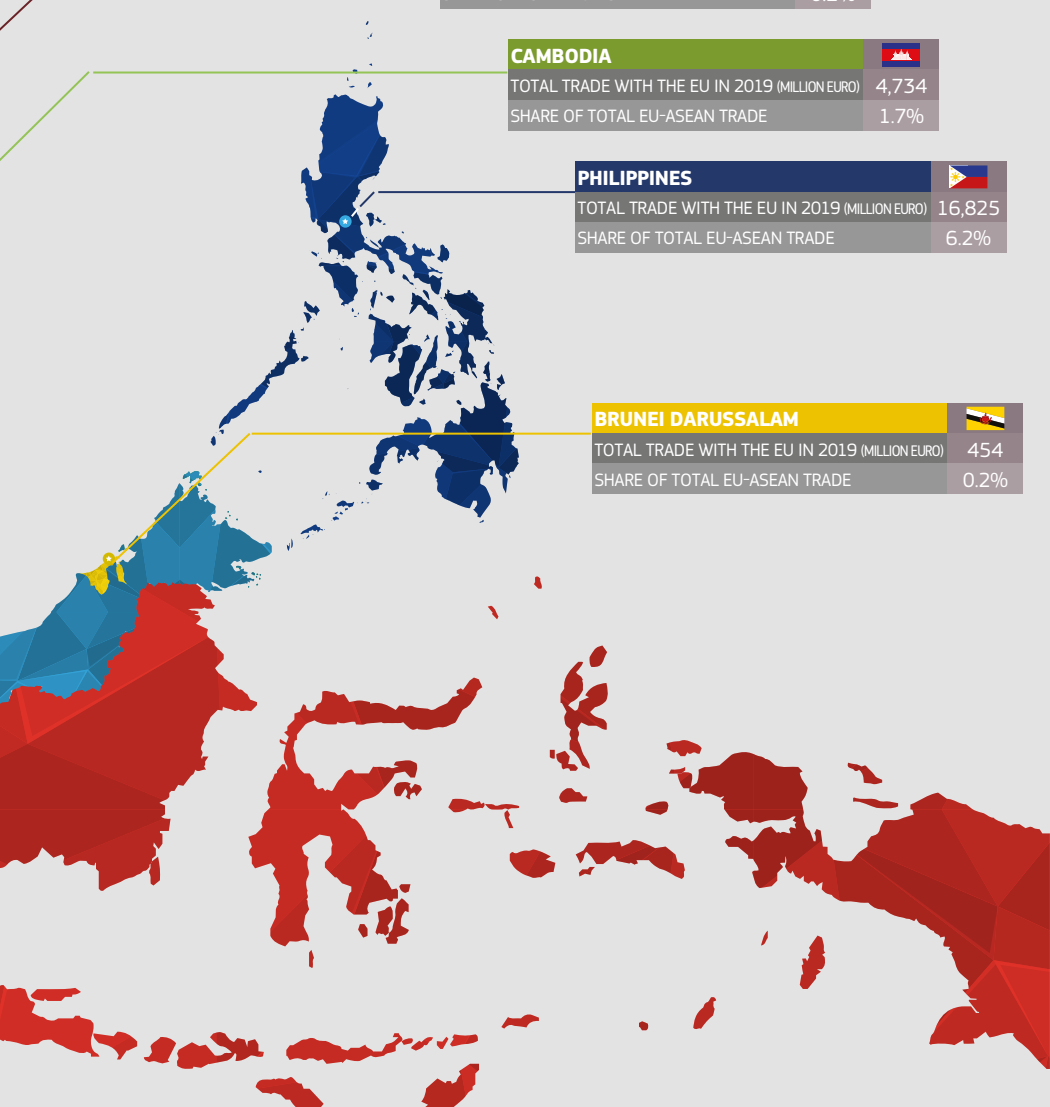 CAMBODIA
TOTAL TRADE WITH THE EU IN 2019 (MILLION EURO) 4,734
SHARE OF TOTAL EU-ASEAN TRADE 1.7%
PHILIPPINES
TOTAL TRADE WITH THE EU IN 2019 (MILLION EURO) 16,825
SHARE OF TOTAL EU-ASEAN TRADE 6.2%
BRUNEI DARUSSALAM
TOTAL TRADE WITH THE EU IN 2019 (MILLION EURO) 454
SHARE OF TOTAL EU-ASEAN TRADE 0.2%